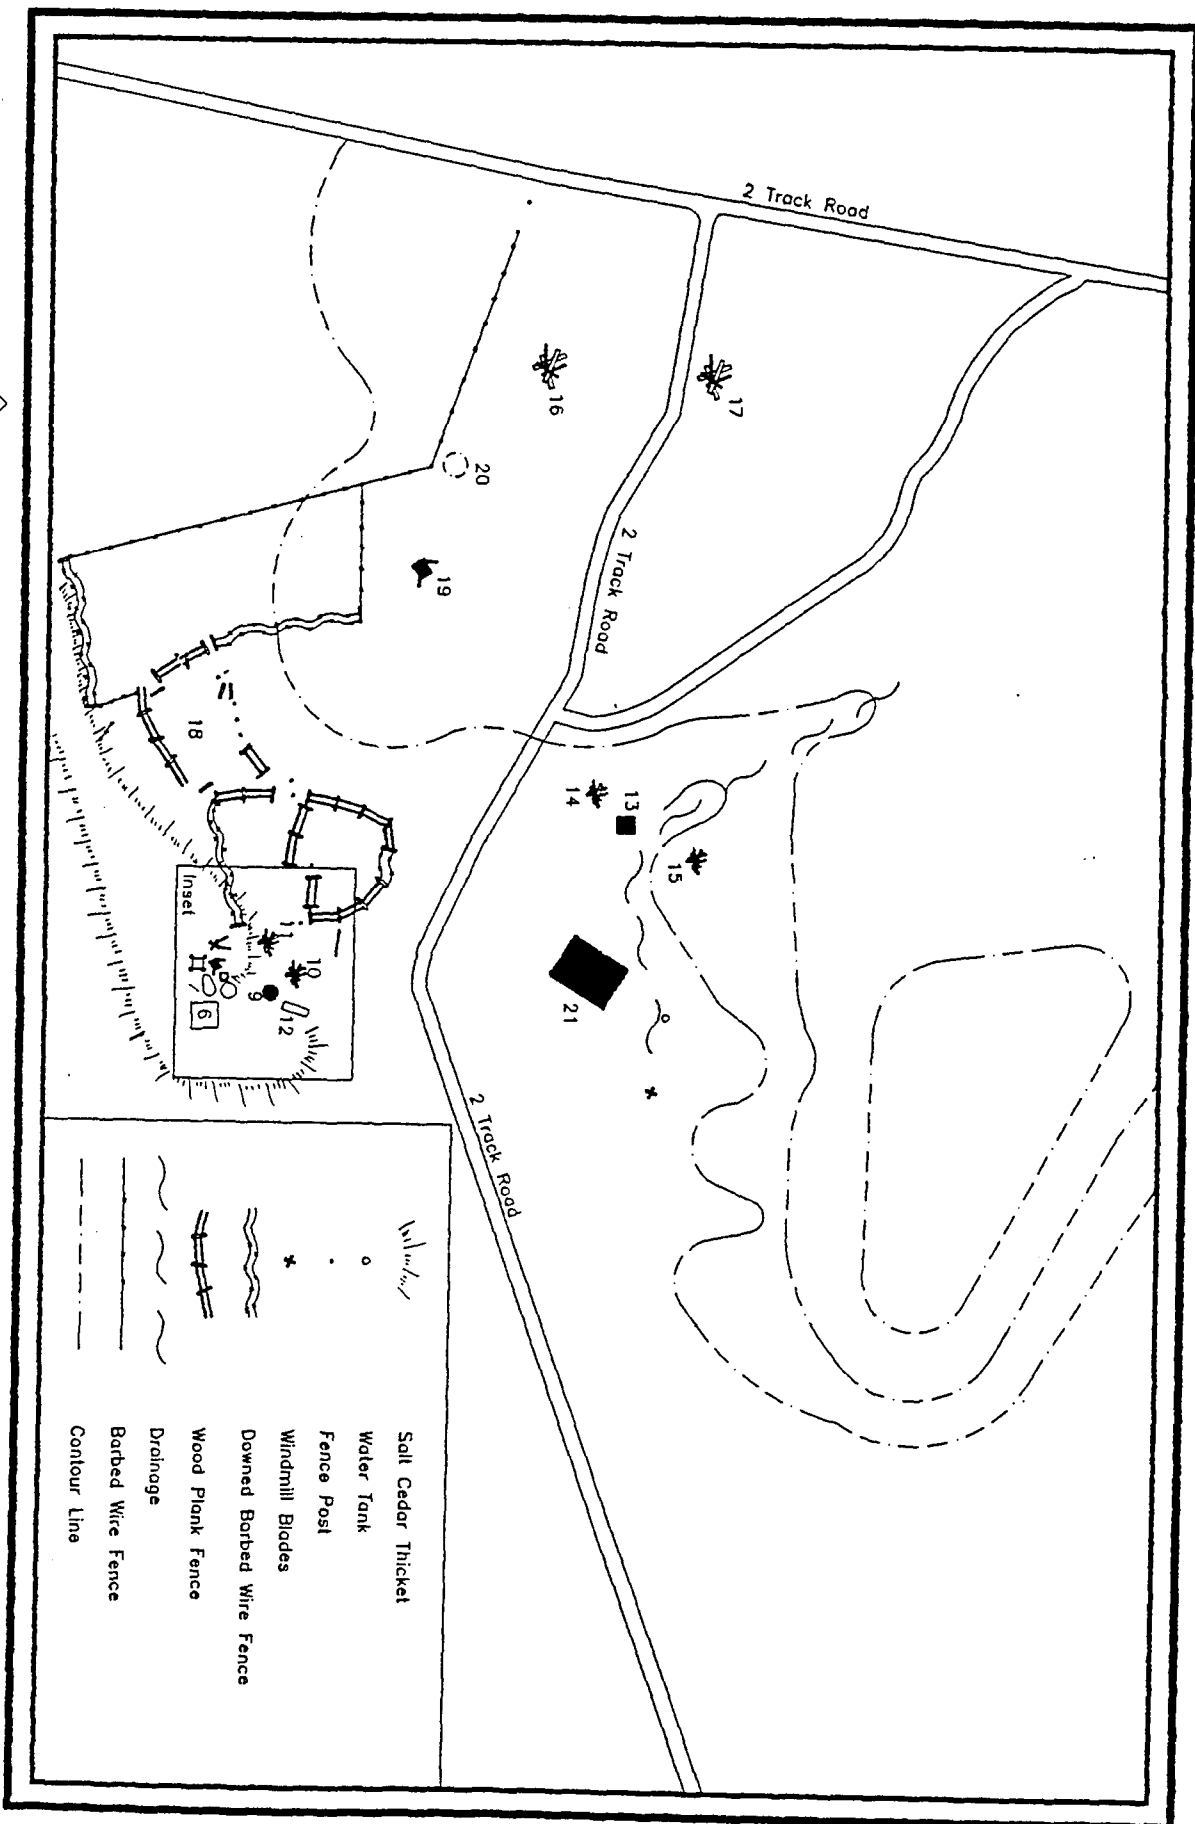 2 Track Road
17
16
20
2 Track Road
19
18
14
13
15
Inset
11
10
9
12
6
21
2 Track Road
Salt Cedar Thicket
Water Tank
Fence Post
Windmill Blades
Downed Barbed Wire Fence
Wood Plank Fence
Drainage
Barbed Wire Fence
Contour Line